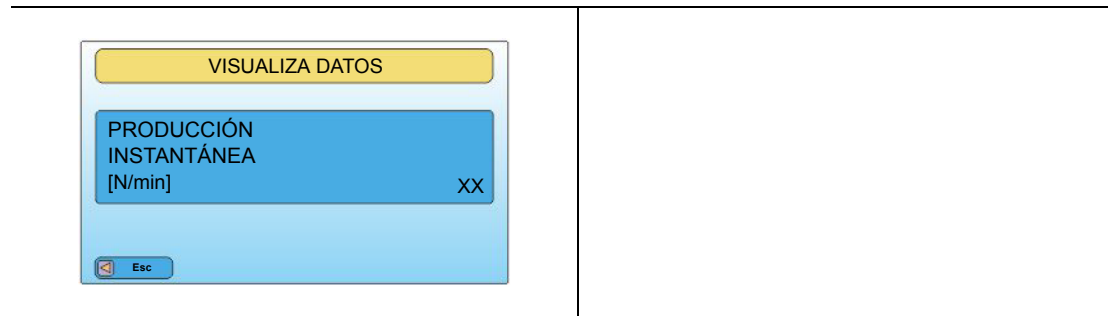 VISUALIZA DATOS
PRODUCCIÓN
INSTANTÁNEA
[N/min] XX
Esc